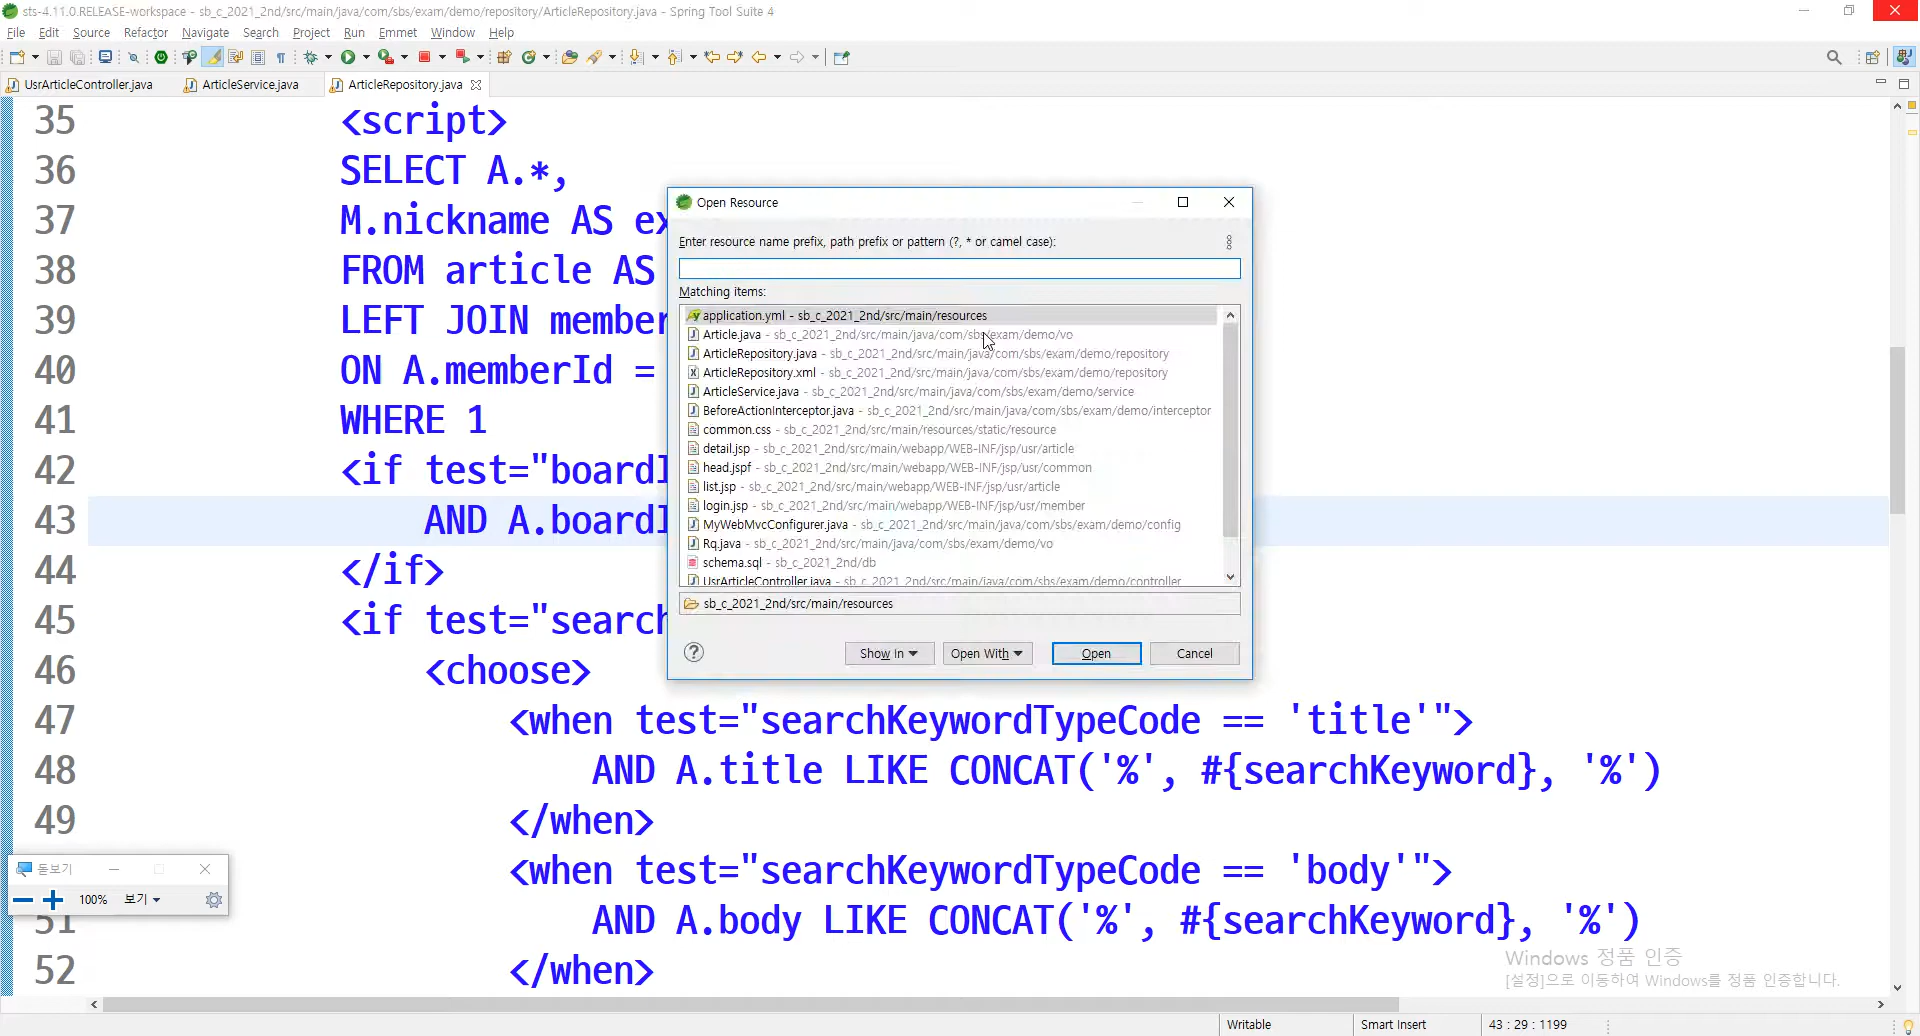 sts-4.11.0.RELEASE-workspace - sb_c_2021_2nd/src/main/java/com/sbs/exam/demo/repository/ArticleRepository.java - Spring Tool Suite 4
File Edit Source Refactor Navigate Search Project Run Emmet Window Help
UsrArticleController.java ArticleService.java ArticleRepository.java
35 <script>
36 SELECT A.*,
37 M.nickname AS ex
38 FROM article AS
39 LEFT JOIN member
40 ON A.memberId =
41 WHERE 1
42 <if test="boardI
43 AND A.boardI
44 </if>
45 <if test="search
46 <choose>
47 <when test="searchKeywordTypeCode == 'title'">
48 AND A.title LIKE CONCAT('%', #{searchKeyword}, '%')
49 </when>
<when test="searchKeywordTypeCode == 'body'">
51 AND A.body LIKE CONCAT('%', #{searchKeyword}, '%')
52 </when>
Open Resource
Enter resource name prefix, path prefix or pattern (?, * or camel case):
Matching items:
application.yml - sb_c_2021_2nd/src/main/resources
Article.java - sb_c_2021_2nd/src/main/java/com/sbs/exam/demo/vo
ArticleRepository.java - sb_c_2021_2nd/src/main/java/com/sbs/exam/demo/repository
ArticleRepository.xml - sb_c_2021_2nd/src/main/java/com/sbs/exam/demo/repository
ArticleService.java - sb_c_2021_2nd/src/main/java/com/sbs/exam/demo/service
BeforeActionInterceptor.java - sb_c_2021_2nd/src/main/java/com/sbs/exam/demo/interceptor
common.css - sb_c_2021_2nd/src/main/resources/static/resource
detail.jsp - sb_c_2021_2nd/src/main/webapp/WEB-INF/jsp/usr/article
head.jspf - sb_c_2021_2nd/src/main/webapp/WEB-INF/jsp/usr/common
list.jsp - sb_c_2021_2nd/src/main/webapp/WEB-INF/jsp/usr/article
login.jsp - sb_c_2021_2nd/src/main/webapp/WEB-INF/jsp/usr/member
MyWebMvcConfigurer.java - sb_c_2021_2nd/src/main/java/com/sbs/exam/demo/config
Rq.java - sb_c_2021_2nd/src/main/java/com/sbs/exam/demo/vo
schema.sql - sb_c_2021_2nd/db
UsrArticleController.java - sb_c_2021_2nd/src/main/java/com/sbs/exam/demo/controller
sb_c_2021_2nd/src/main/resources
Show In Open With Open Cancel
돋보기
100% 보기
Windows 정품 인증
[설정]으로 이동하여 Windows를 정품 인증합니다.
Writable Smart Insert 43 : 29 : 1199